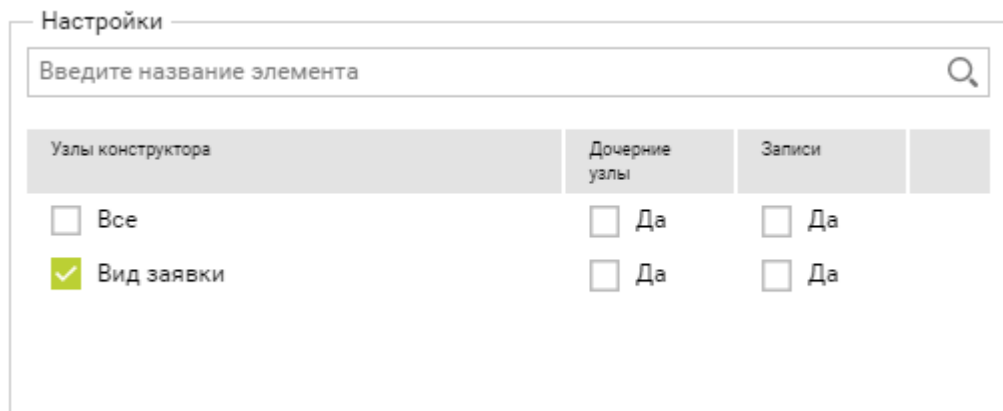 Настройки
Введите название элемента
Узлы конструктора
Дочерние узлы
Записи
Все
Да
Да
Вид заявки
Да
Да